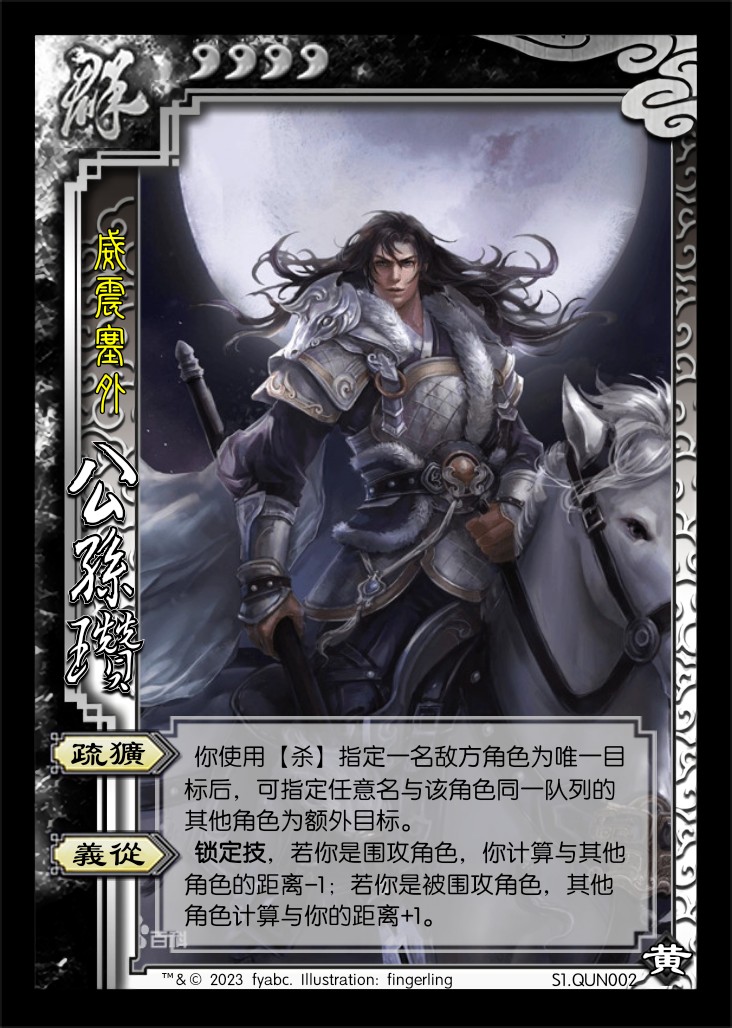 群
威震塞外
公孫瓚
疏獷
你使用【杀】指定一名敌方角色为唯一目
标后，可指定任意名与该角色同一队列的
其他角色为额外目标。
義從
锁定技，若你是围攻角色，你计算与其他
角色的距离-1；若你是被围攻角色，其他
角色计算与你的距离+1。
百科
™&© 2023 fyabc. Illustration: fingerling
S1.QUN002
黄